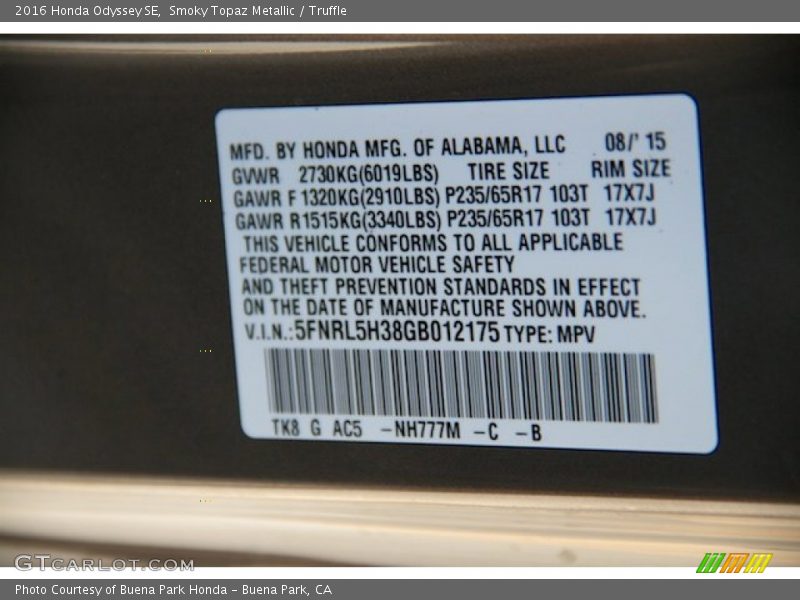 2016 Honda Odyssey SE,  Smoky Topaz Metallic / Truffle
MFD. BY HONDA MFG. OF ALABAMA, LLC 08/' 15
GVWR 2730KG(6019LBS) TIRE SIZE RIM SIZE
GAWR F 1320KG(2910LBS) P235/65R17 103T 17X7J
GAWR R1515KG(3340LBS) P235/65R17 103T 17X7J
THIS VEHICLE CONFORMS TO ALL APPLICABLE
FEDERAL MOTOR VEHICLE SAFETY
AND THEFT PREVENTION STANDARDS IN EFFECT
ON THE DATE OF MANUFACTURE SHOWN ABOVE.
V.I.N.:5FNRL5H38GB012175 TYPE: MPV
TK8 G AC5 -NH777M -C -B
GTCARLOT.COM
Photo Courtesy of Buena Park Honda - Buena Park, CA